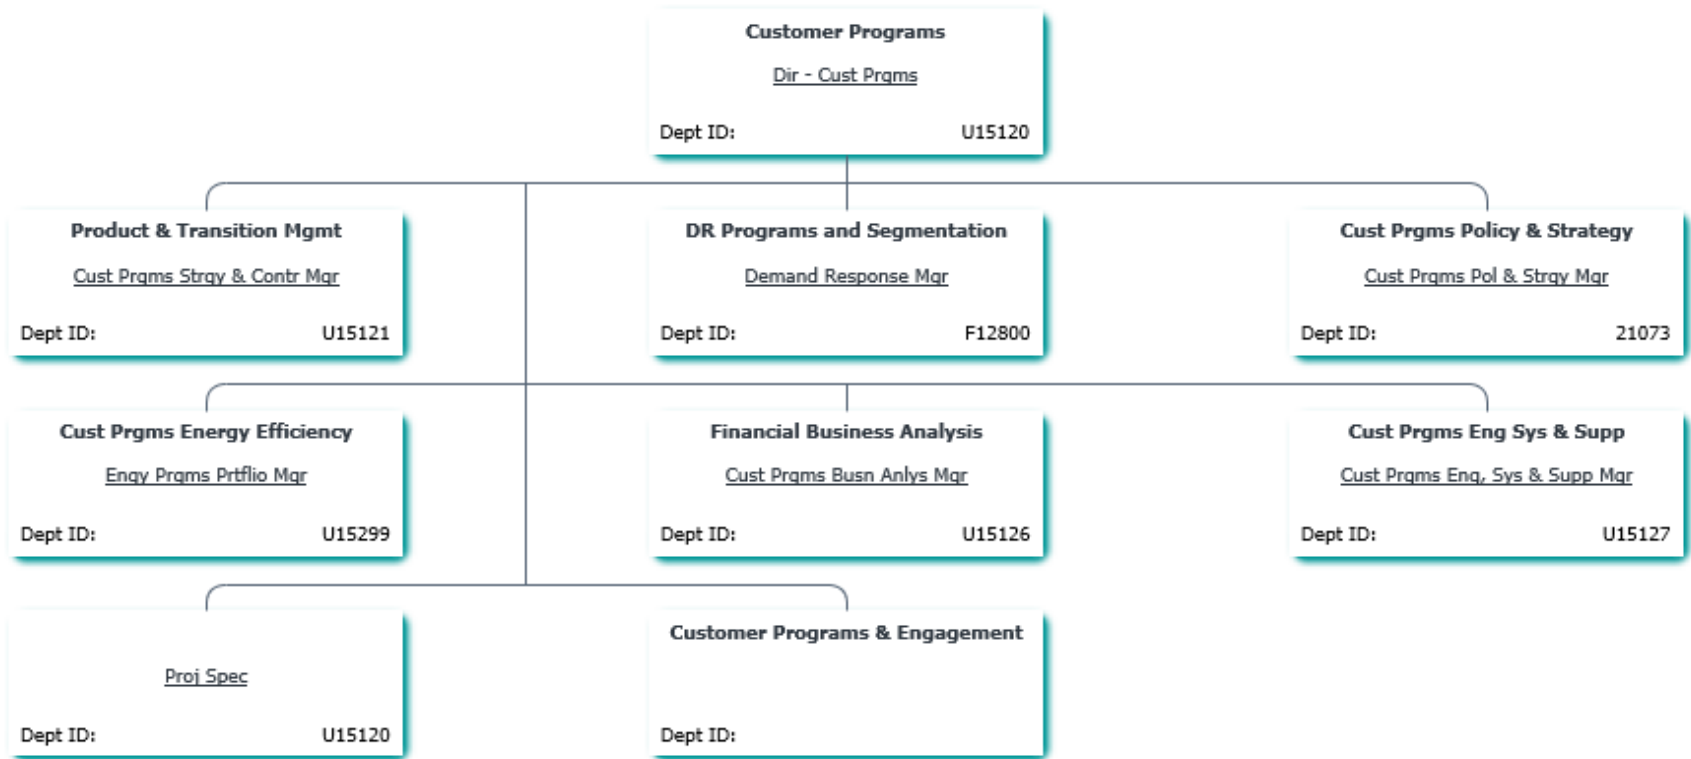 Customer Programs
Dir - Cust Prgms
Dept ID: U15120
Product & Transition Mgmt
Cust Prgms Strgy & Contr Mgr
Dept ID: U15121
DR Programs and Segmentation
Demand Response Mgr
Dept ID: F12800
Cust Prgms Policy & Strategy
Cust Prgms Pol & Strgy Mgr
Dept ID: 21073
Cust Prgms Energy Efficiency
Engy Prgms Prtflio Mgr
Dept ID: U15299
Financial Business Analysis
Cust Prgms Busn Anlys Mgr
Dept ID: U15126
Cust Prgms Eng Sys & Supp
Cust Prgms Eng, Sys & Supp Mgr
Dept ID: U15127
Proj Spec
Dept ID: U15120
Customer Programs & Engagement
Dept ID: